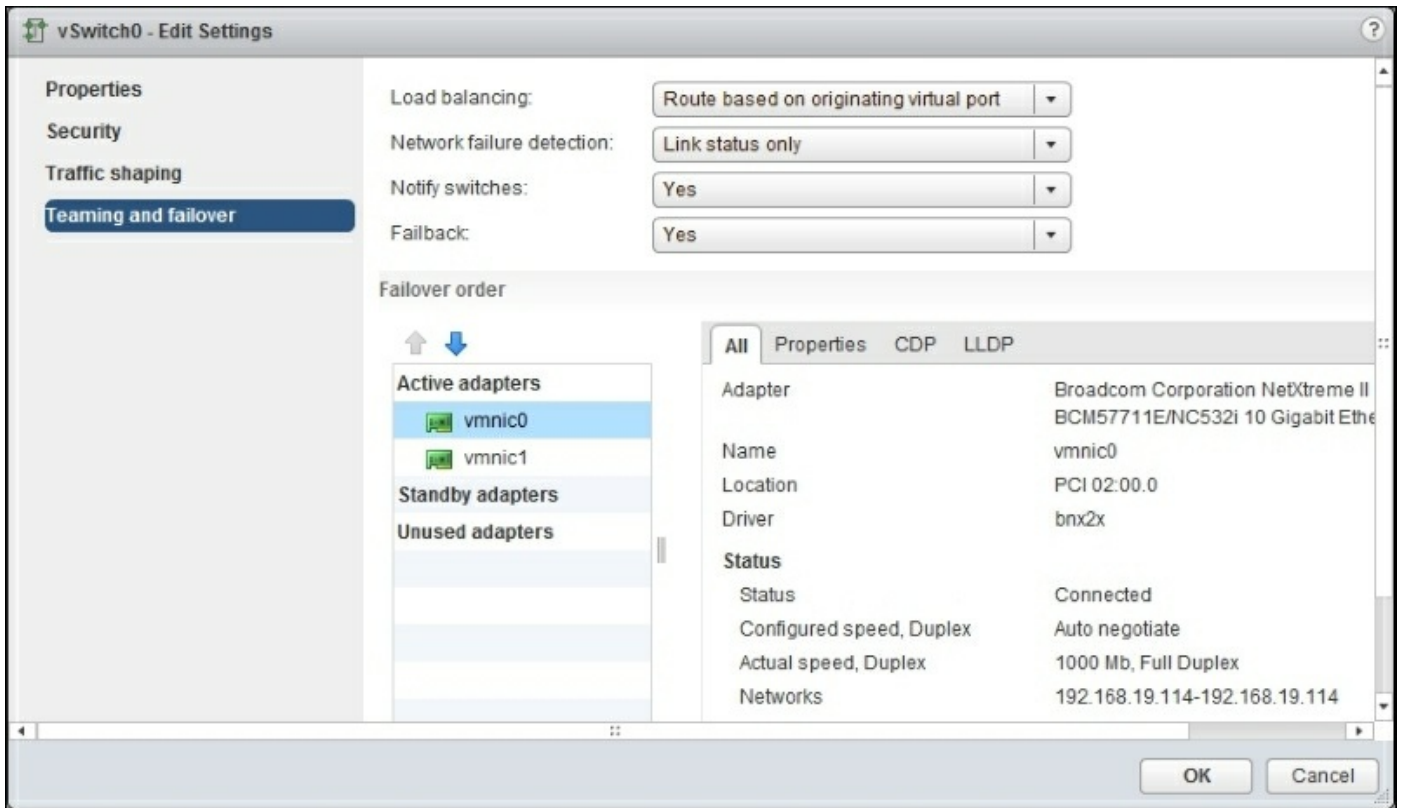 vSwitch0 - Edit Settings
?
Properties
Security
Traffic shaping
Teaming and failover
Load balancing: Route based on originating virtual port
Network failure detection: Link status only
Notify switches: Yes
Failback: Yes
Failover order
Active adapters
vmnic0
vmnic1
Standby adapters
Unused adapters
All Properties CDP LLDP
Adapter Broadcom Corporation NetXtreme II
BCM57711E/NC532i 10 Gigabit Ethe
Name vmnic0
Location PCI 02:00.0
Driver bnx2x
Status
Status Connected
Configured speed, Duplex Auto negotiate
Actual speed, Duplex 1000 Mb, Full Duplex
Networks 192.168.19.114-192.168.19.114
OK Cancel